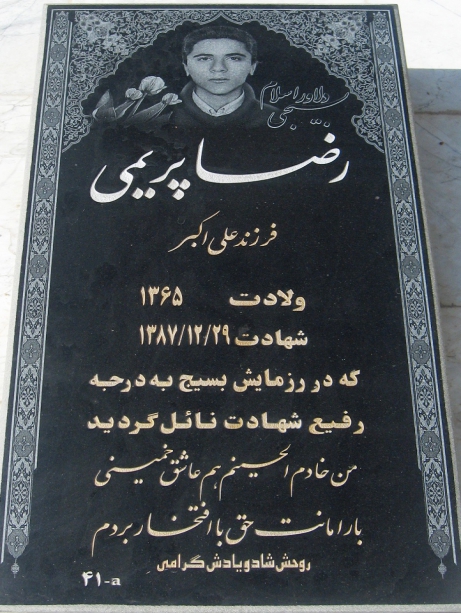 دلاور اسلام
بسیجی
رضا پریمی
فرزند علی اکبر
ولادت ۱۳۶۵
شهادت ۱۳۸۷/۱۲/۲۹
که در رزمایش بسیج به درجه
رفیع شهادت نائل گردید
من خادم الحسینم هم عاشق خمینی
بار امانت حق با افتخار بردم
روحش شاد و یادش گرامی
۴۱-a